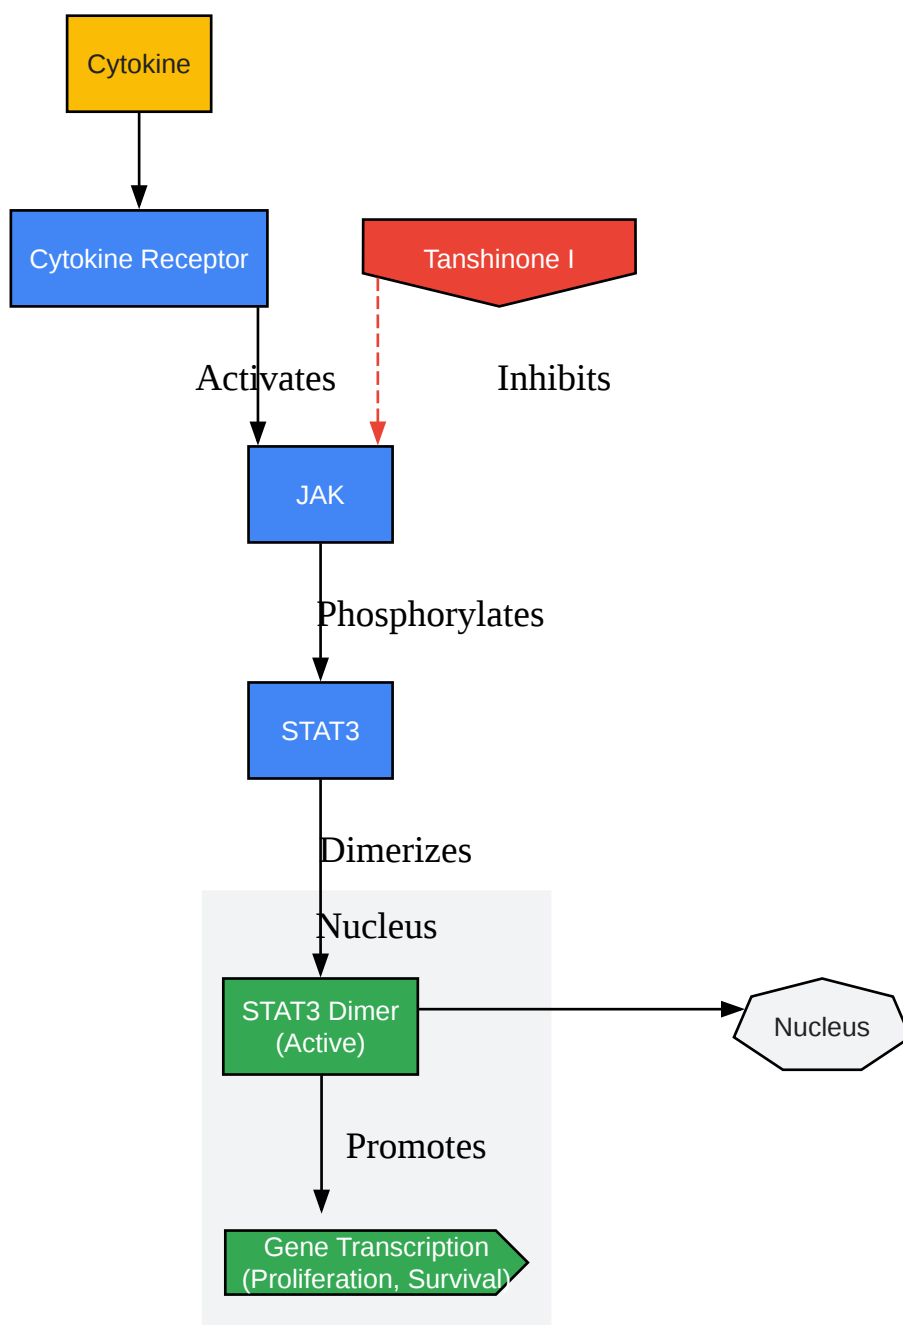 Cytokine
Cytokine Receptor
Tanshinone I
Activates
Inhibits
JAK
Phosphorylates
STAT3
Dimerizes
Nucleus
STAT3 Dimer
(Active)
Nucleus
Promotes
Gene Transcription
(Proliferation, Survival)